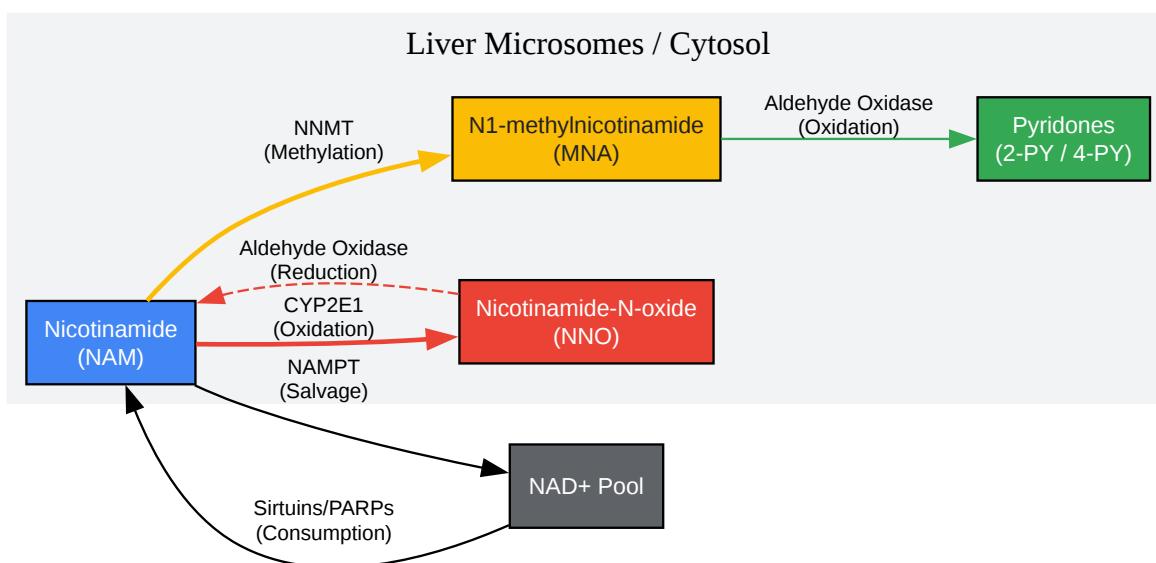 Liver Microsomes / Cytosol
NNMT
(Methylation)
N1-methylnicotinamide
(MNA)
Aldehyde Oxidase
(Oxidation)
Pyridones
(2-PY / 4-PY)
Aldehyde Oxidase
(Reduction)
Nicotinamide
(NAM)
CYP2E1
(Oxidation)
Nicotinamide-N-oxide
(NNO)
NAMPT
(Salvage)
NAD+ Pool
Sirtuins/PARPs
(Consumption)